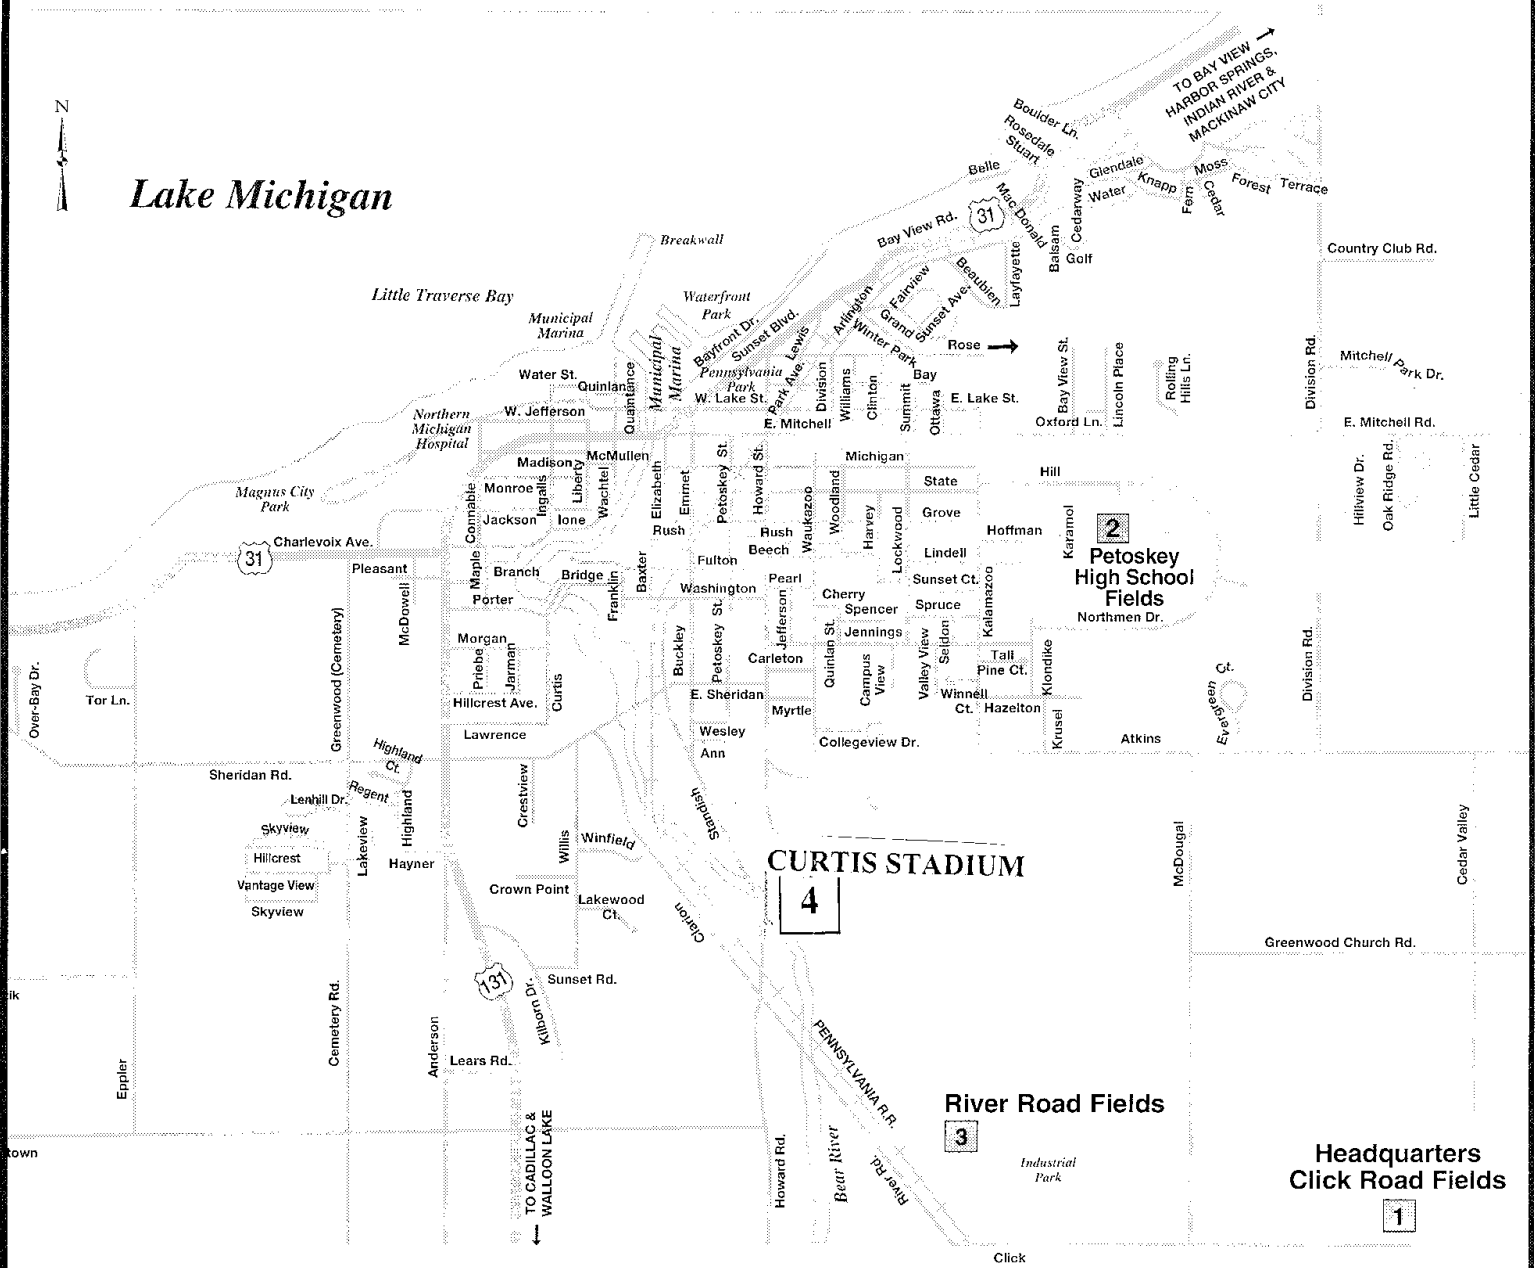 TO BAY VIEW
HARBOR SPRINGS,
INDIAN RIVER &
MACKINAW CITY
N
Lake Michigan
Boulder Ln.
Rosedale
Stuart
Belle
Glendale
Moss
Water
Knapp
Fern
Cedar
Forest
Terrace
Cedarway
Mac Donald
31
Bay View Rd.
Balsam
Golf
Country Club Rd.
Breakwall
Little Traverse Bay
Waterfront
Park
Municipal
Marina
Layfayette
Beaubien
Fairview
Grand
Sunset Ave.
Arlington
Winter Park
Rose
Bayfront Dr.
Sunset Blvd.
Lewis
Municipal
Marina
Pennsylvania
Park
Park Ave.
Division
Williams
Clinton
Summit
Ottawa
Bay
Bay View St.
Lincoln Place
Rolling
Hills Ln.
Division Rd.
Mitchell
Park Dr.
Water St.
Quinlan
Quaintance
W. Lake St.
E. Lake St.
W. Jefferson
E. Mitchell
Oxford Ln.
E. Mitchell Rd.
Northern
Michigan
Hospital
Magnus City
Park
McMullen
Madison
Monroe
Ingalls
Liberty
Wachtel
Elizabeth
Emmet
Petoskey St.
Howard St.
Michigan
State
Hill
Connable
Jackson
Ione
Rush
Rush
Waukazoo
Woodland
Harvey
Lockwood
Grove
Hoffman
Karamol
2
Petoskey
High School
Fields
Northmen Dr.
Hillview Dr.
Oak Ridge Rd.
Little Cedar
31
Charlevoix Ave.
Pleasant
Maple
Branch
Bridge
Franklin
Baxter
Fulton
Beech
Lindell
Washington
Pearl
Sunset Ct.
Kalamazoo
Porter
McDowell
Greenwood (Cemetery)
Cherry
Spencer
Spruce
Jennings
Jefferson
Quinlan St.
Morgan
Priebe
Jarman
Buckley
Petoskey St.
Carleton
Campus
View
Valley View
Seldon
Tall
Pine Ct.
Klondike
Division Rd.
Over-Bay Dr.
Tor Ln.
Hillcrest Ave.
Curtis
E. Sheridan
Myrtle
Winnell
Ct.
Hazelton
Krusel
Evergreen Ct.
Lawrence
Wesley
Ann
Collegeview Dr.
Atkins
Highland
Ct.
Sheridan Rd.
Regent
Lenhill Dr.
Highland
Crestview
Standish
Skyview
Hillcrest
Vantage View
Skyview
Lakeview
Hayner
Willis
Winfield
Crown Point
Lakewood
Ct.
Clarion
CURTIS STADIUM
4
McDougal
Cedar Valley
Greenwood Church Rd.
131
Sunset Rd.
Kilborn Dr.
ik
Cemetery Rd.
Anderson
Lears Rd.
Eppler
PENNSYLVANIA R.R.
TO CADILLAC &
WALLOON LAKE
Howard Rd.
Bear River
River Rd.
River Road Fields
3
Industrial
Park
town
Headquarters
Click Road Fields
1
Click